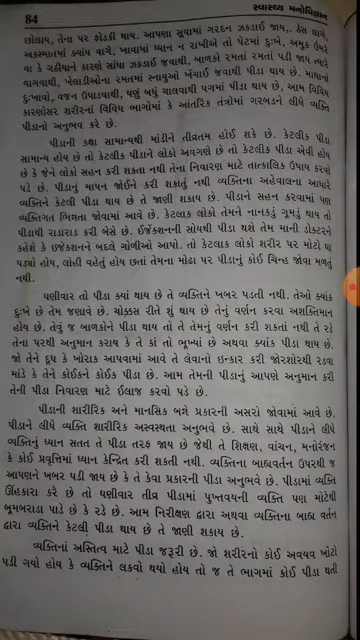 84
સ્વાસ્થ્ય મનોવિજ્ઞાન
છોલાય, તેના પર ફોડકી થાય. આપણા સૂવામાં ગરદન ઝકડાઈ જાય,.. ઠેસ લાગે,
અકસ્માતમાં ક્યાંય વાગે, ખાવામાં ધ્યાન ન રાખીએ તો પેટમાં દુઃખે, અમુક ઉંમરે
વા કે ગઠીયાને કારણે સાંધા ઝકડાઈ જવાથી, બાળકો રમતાં રમતાં પડી જાય ત્યારે
વાગવાથી, ખેલાડીઓના રમતમાં સ્નાયુઓ ખેંચાઈ જવાથી પીડા થાય છે. માથાનો
દુઃખાવો, વજન ઉપાડવાથી, ઘણું બધું ચાલવાથી પગમાં પીડા થાય છે, આમ વિવિધ
કારણોસર શરીરનાં વિવિધ ભાગોમાં કે આંતરિક તંત્રોમાં ગરબડને લીધે વ્યક્તિ
પીડાનો અનુભવ કરે છે.
પીડાની કક્ષા સામાન્યથી માંડીને તીવ્રતમ હોઈ શકે છે. કેટલીક પીડા
સામાન્ય હોય છે તો કેટલીક પીડાને લોકો અવગણે છે તો કેટલીક પીડા એવી હોય
છે કે જેને લોકો સહન કરી શકતા નથી તેના નિવારણ માટે તાત્કાલિક ઉપાય કરવો
પડે છે. પીડાનું માપન જોઈને કરી શકાતું નથી વ્યક્તિના અહેવાલના આધારે
વ્યક્તિને કેટલી પીડા થાય છે તે જાણી શકાય છે. પીડાને સહન કરવામાં પણ
વ્યક્તિગત ભિન્નતા જોવામાં આવે છે. કેટલાક લોકો તેમને નાનકડું ગૂમડું થાય તો
પીડાથી રાડારાડ કરી બેસે છે. ઈંજેક્શનની સોયથી પીડા થશે તેમ માની ડોક્ટરને
કહેશે કે ઇંજેકશનને બદલે ગોળીઓ આપો. તો કેટલાક લોકો શરીર પર મોટો ઘા
પડ્યો હોય, લોહી વહેતું હોય છતાં તેમના મોઢા પર પીડાનું કોઈ ચિન્હ જોવા મળતું
નથી.
ઘણીવાર તો પીડા ક્યાં થાય છે તે વ્યક્તિને ખબર પડતી નથી. તેઓ ક્યાંક
દુઃખે છે તેમ જણાવે છે. ચોક્કસ રીતે શું થાય છે તેનું વર્ણન કરવા અશક્તિમાન
હોય છે. તેવું જ બાળકોને પીડા થાય તો તે તેમનું વર્ણન કરી શકતાં નથી તે રડે
તેના પરથી અનુમાન કરાય કે તે કાં તો ભૂખ્યાં છે અથવા ક્યાંક પીડા થાય છે.
જો તેને દૂધ કે ખોરાક આપવામાં આવે તે લેવાનો ઇન્કાર કરી જોરશોરથી રડવા
માંડે કે તેને કોઈકને કોઈક પીડા છે. આમ તેમની પીડાનું આપણે અનુમાન કરી
તેની પીડા નિવારણ માટે ઈલાજ કરવો પડે છે.
પીડાની શારીરિક અને માનસિક બન્ને પ્રકારની અસરો જોવામાં આવે છે.
પીડાને લીધે વ્યક્તિ શારીરિક અસ્વસ્થતા અનુભવે છે. સાથે સાથે પીડાને લીધે
વ્યક્તિનું ધ્યાન સતત તે પીડા તરફ જાય છે જેથી તે શિક્ષણ, વાંચન, મનોરંજન
કે કોઈ પ્રવૃત્તિમાં ધ્યાન કેન્દ્રિત કરી શકતી નથી. વ્યક્તિના બાહ્યવર્તન ઉપરથી જ
આપણને ખબર પડી જાય છે કે તે કેવા પ્રકારની પીડા અનુભવે છે. પીડામાં વ્યક્તિ
ઊંહકારા કરે છે તો ઘણીવાર તીવ્ર પીડામાં પુખ્તવયની વ્યક્તિ પણ મોટેથી
બૂમબરાડા પાડે છે કે રડે છે. આમ નિરીક્ષણ દ્વારા અથવા વ્યક્તિના બાહ્ય વર્તન
દ્વારા વ્યક્તિને કેટલી પીડા થાય છે તે જાણી શકાય છે.
વ્યક્તિનાં અસ્તિત્વ માટે પીડા જરૂરી છે. જો શરીરનો કોઈ અવયવ ખોટો
પડી ગયો હોય કે વ્યક્તિને લકવો થયો હોય તો જ તે ભાગમાં કોઈ પીડા થતી